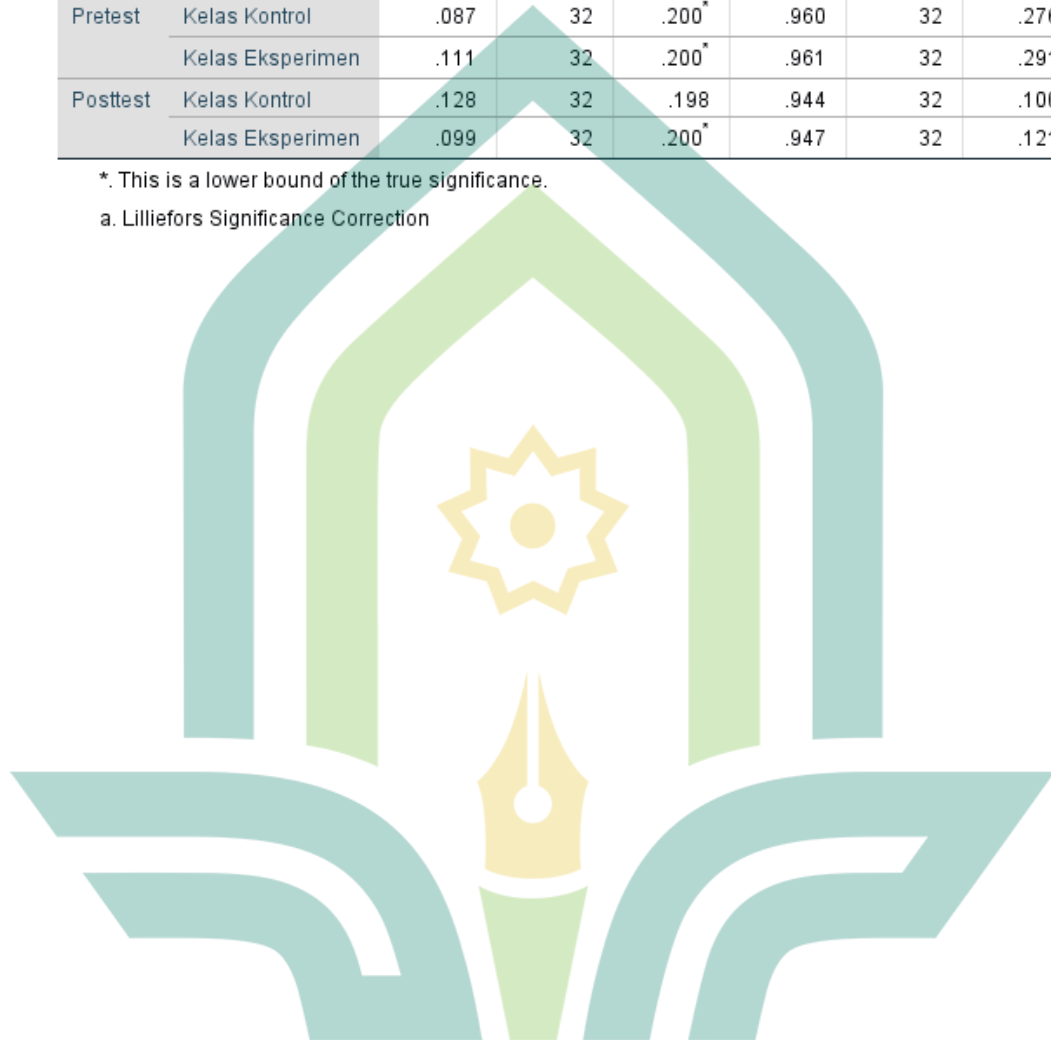 Pretest Kelas Kontrol .087 32 .200* .960 32
Kelas Eksperimen .111 32 .200* .961 32
Posttest Kelas Kontrol .128 32 .198 .944 32
Kelas Eksperimen .099 32 .200* .947 32
*. This is a lower bound of the true significance.
a. Lilliefors Significance Correction